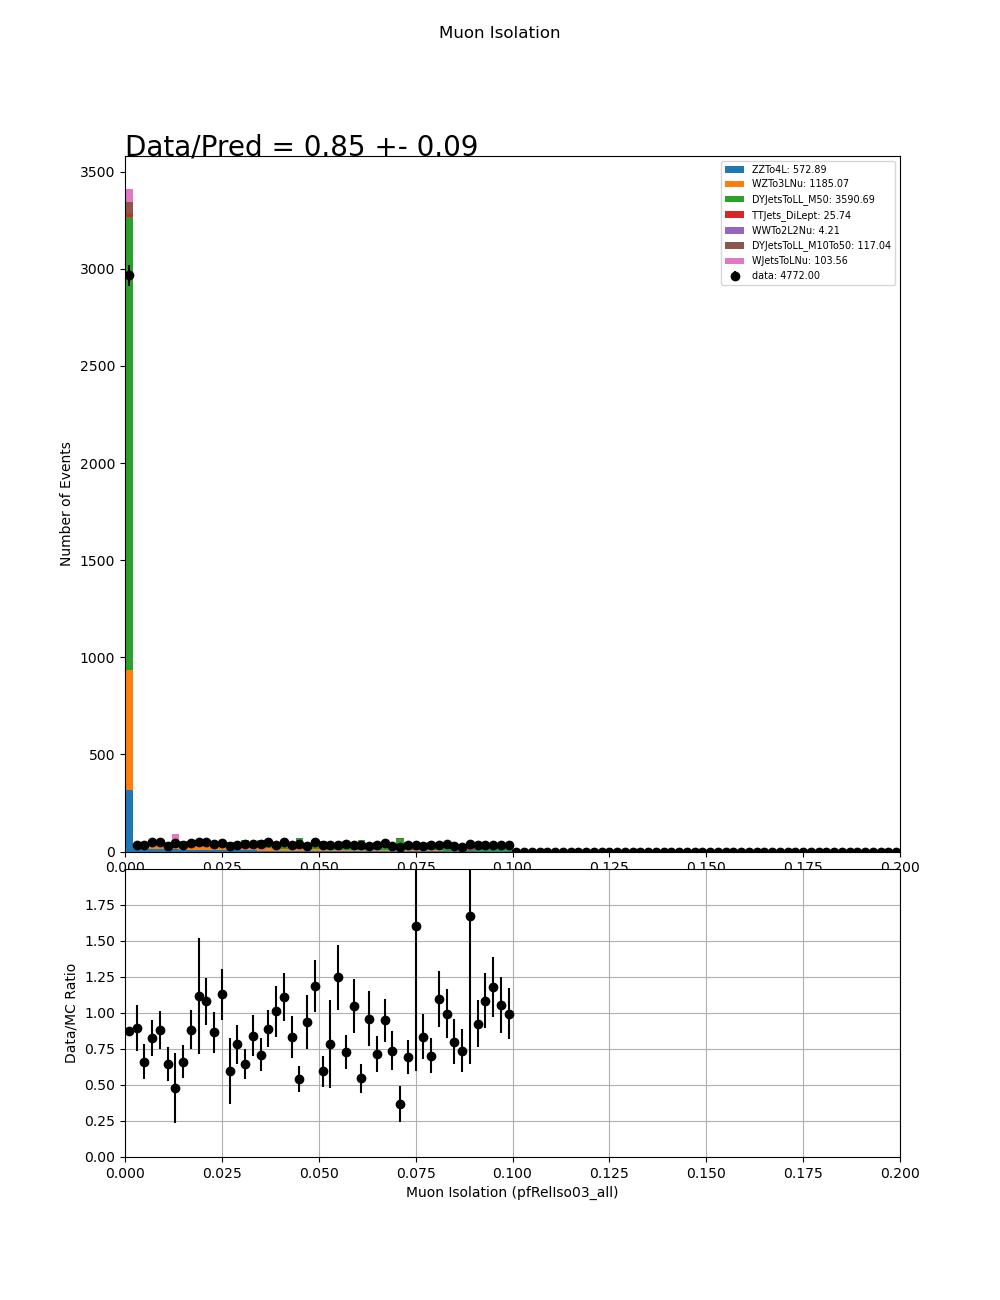 Muon Isolation
Data/Pred = 0.85 +- 0.09
ZZTo4L: 572.89
WZTo3LNu: 1185.07
DYJetsToLL_M50: 3590.69
TTJets_DiLept: 25.74
WWTo2L2Nu: 4.21
DYJetsToLL_M10To50: 117.04
WJetsToLNu: 103.56
data: 4772.00
3500
3000
2500
2000
1500
1000
500
0
Number of Events
0.000 0.025 0.050 0.075 0.100 0.125 0.150 0.175 0.200
1.75
1.50
1.25
1.00
0.75
0.50
0.25
0.00
Data/MC Ratio
0.000 0.025 0.050 0.075 0.100 0.125 0.150 0.175 0.200
Muon Isolation (pfRelIso03_all)